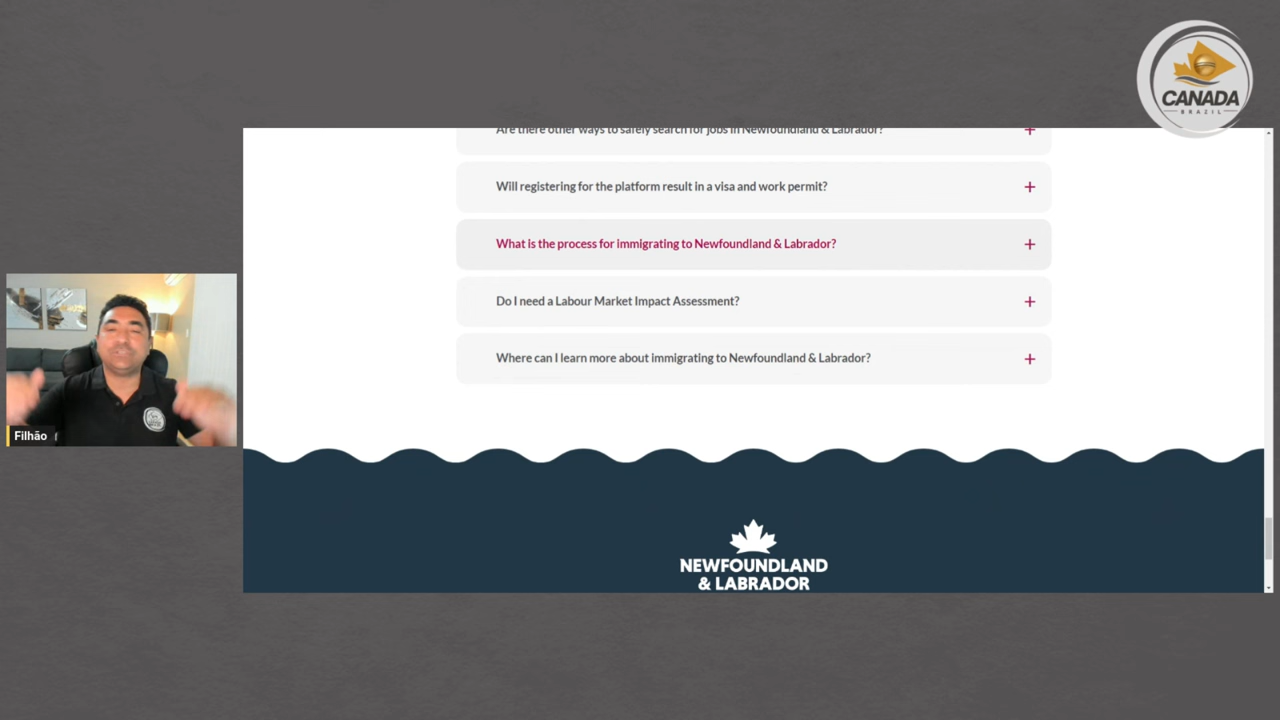 CANADA
BRAZIL
Are there other ways to safely search for jobs in Newfoundland & Labrador?
Will registering for the platform result in a visa and work permit?
What is the process for immigrating to Newfoundland & Labrador?
Do I need a Labour Market Impact Assessment?
Where can I learn more about immigrating to Newfoundland & Labrador?
Filhão
NEWFOUNDLAND
& LABRADOR